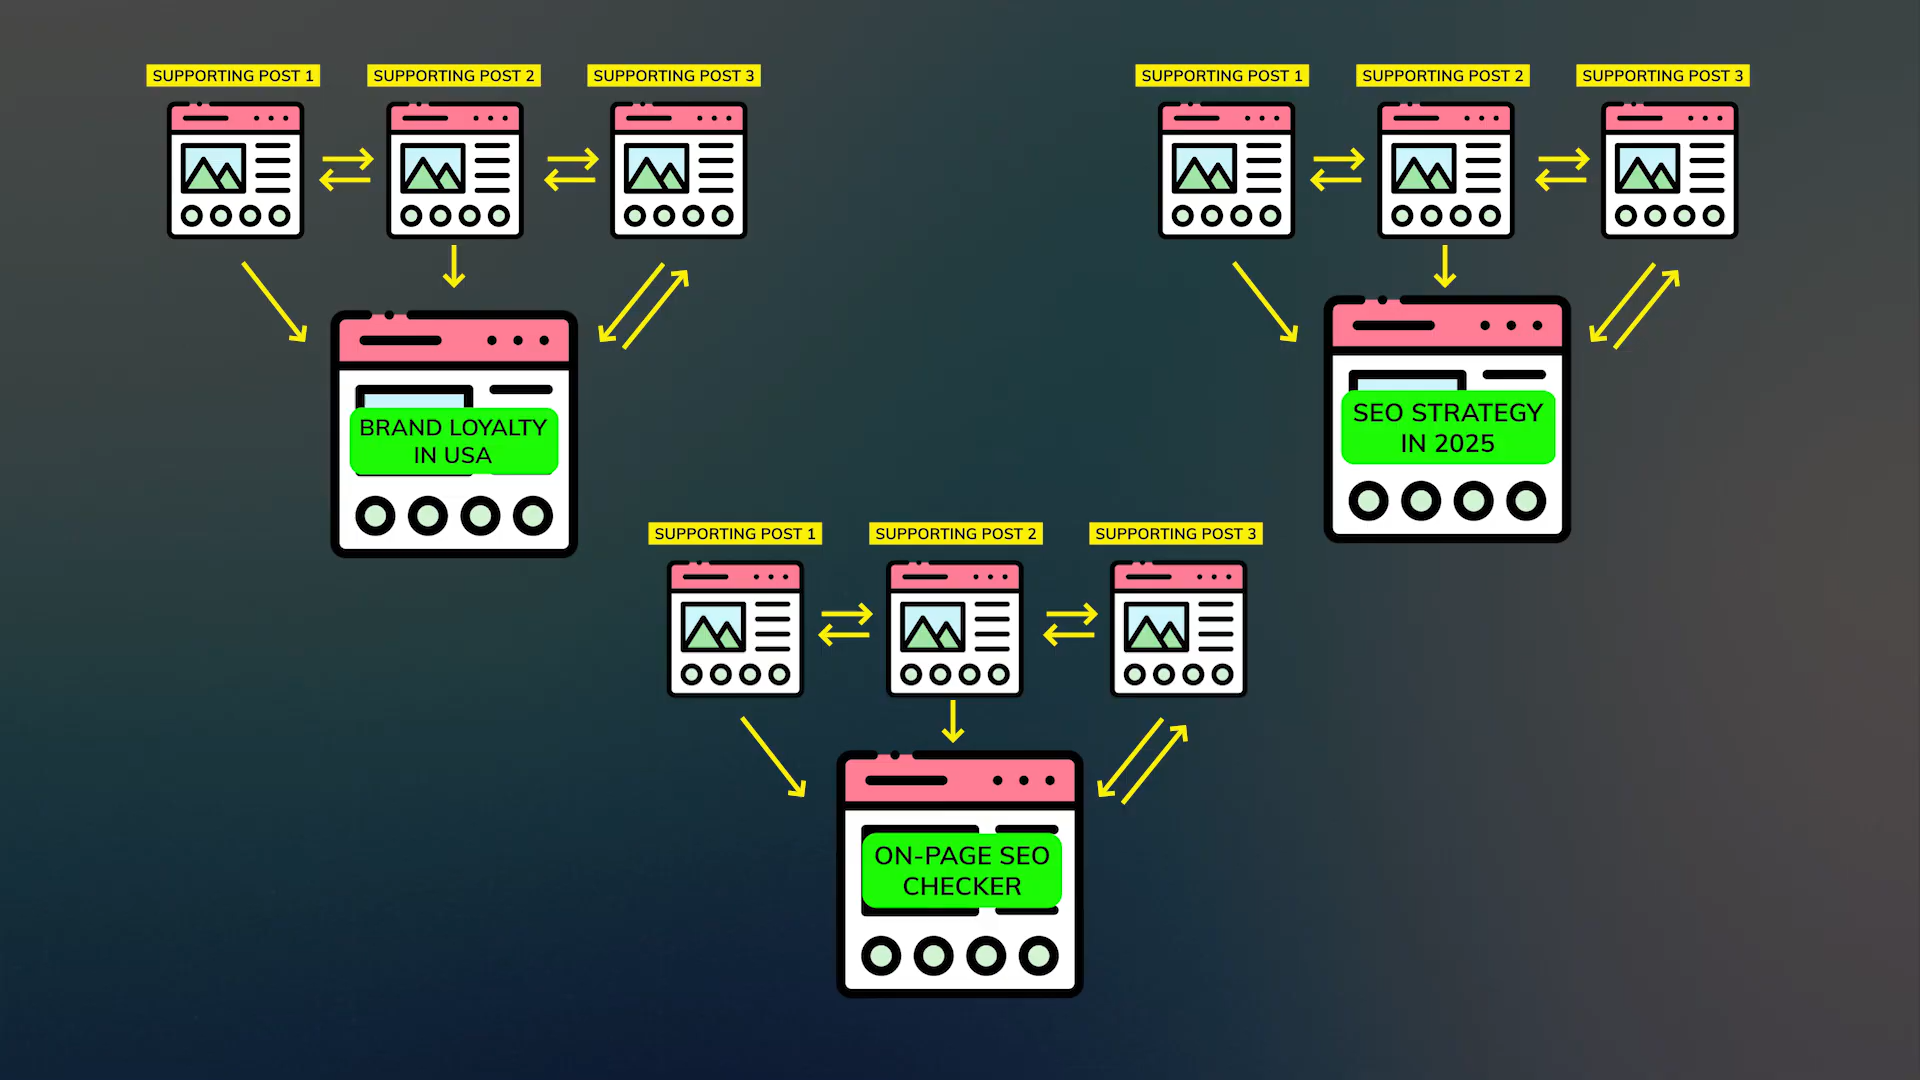 SUPPORTING POST 1
SUPPORTING POST 2
SUPPORTING POST 3
BRAND LOYALTY
IN USA
SUPPORTING POST 1
SUPPORTING POST 2
SUPPORTING POST 3
SEO STRATEGY
IN 2025
SUPPORTING POST 1
SUPPORTING POST 2
SUPPORTING POST 3
ON-PAGE SEO
CHECKER